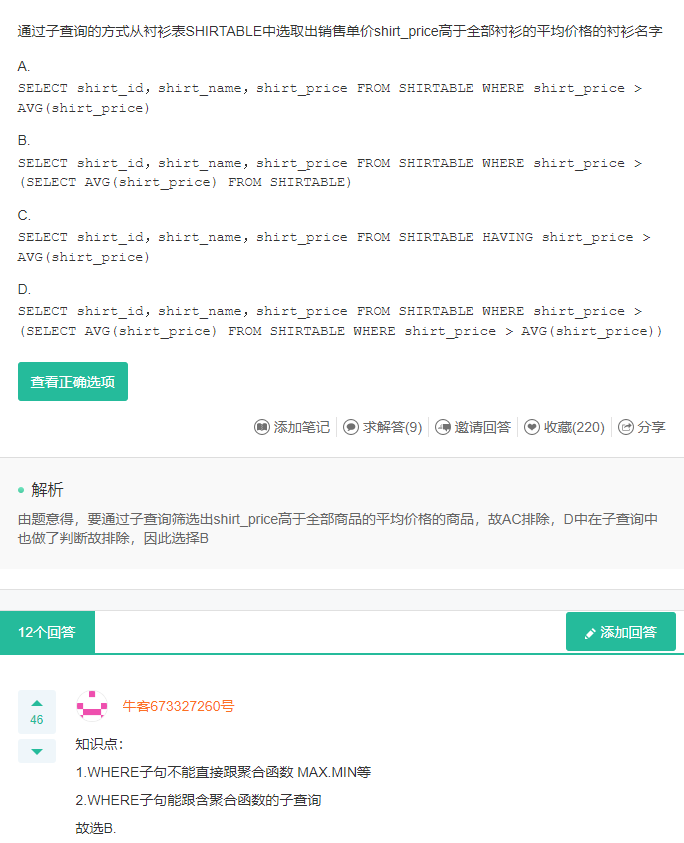 通过子查询的方式从衬衫表SHIRTABLE中选取出销售单价shirt_price高于全部衬衫的平均价格的衬衫名字
A.
SELECT shirt_id，shirt_name，shirt_price FROM SHIRTABLE WHERE shirt_price >
AVG(shirt_price)
B.
SELECT shirt_id，shirt_name，shirt_price FROM SHIRTABLE WHERE shirt_price >
(SELECT AVG(shirt_price) FROM SHIRTABLE)
C.
SELECT shirt_id，shirt_name，shirt_price FROM SHIRTABLE HAVING shirt_price >
AVG(shirt_price)
D.
SELECT shirt_id，shirt_name，shirt_price FROM SHIRTABLE WHERE shirt_price >
(SELECT AVG(shirt_price) FROM SHIRTABLE WHERE shirt_price > AVG(shirt_price))
查看正确选项
添加笔记 求解答(9) 邀请回答 收藏(220) 分享
解析
由题意得，要通过子查询筛选出shirt_price高于全部商品的平均价格的商品，故AC排除，D中在子查询中
也做了判断故排除，因此选择B
12个回答 添加回答
46
牛客673327260号
知识点：
1.WHERE子句不能直接跟聚合函数 MAX.MIN等
2.WHERE子句能跟含聚合函数的子查询
故选B.